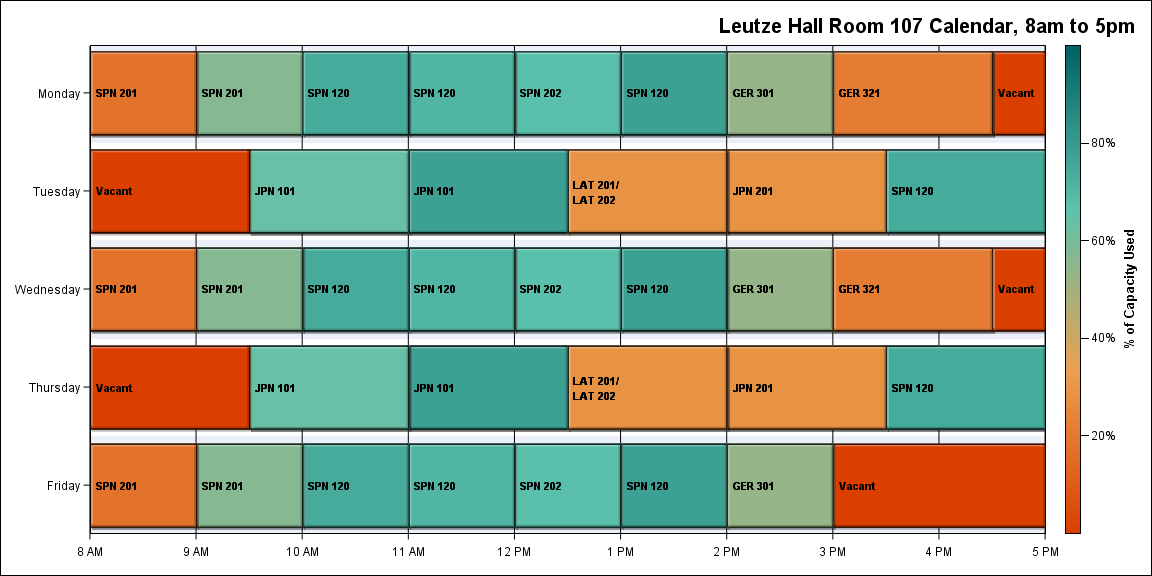 Leutze Hall Room 107 Calendar, 8am to 5pm
Monday
SPN 201
SPN 201
SPN 120
SPN 120
SPN 202
SPN 120
GER 301
GER 321
Vacant
Tuesday
Vacant
JPN 101
JPN 101
LAT 201/
LAT 202
JPN 201
SPN 120
Wednesday
SPN 201
SPN 201
SPN 120
SPN 120
SPN 202
SPN 120
GER 301
GER 321
Vacant
Thursday
Vacant
JPN 101
JPN 101
LAT 201/
LAT 202
JPN 201
SPN 120
Friday
SPN 201
SPN 201
SPN 120
SPN 120
SPN 202
SPN 120
GER 301
Vacant
8 AM
9 AM
10 AM
11 AM
12 PM
1 PM
2 PM
3 PM
4 PM
5 PM
80%
60%
40%
20%
% of Capacity Used